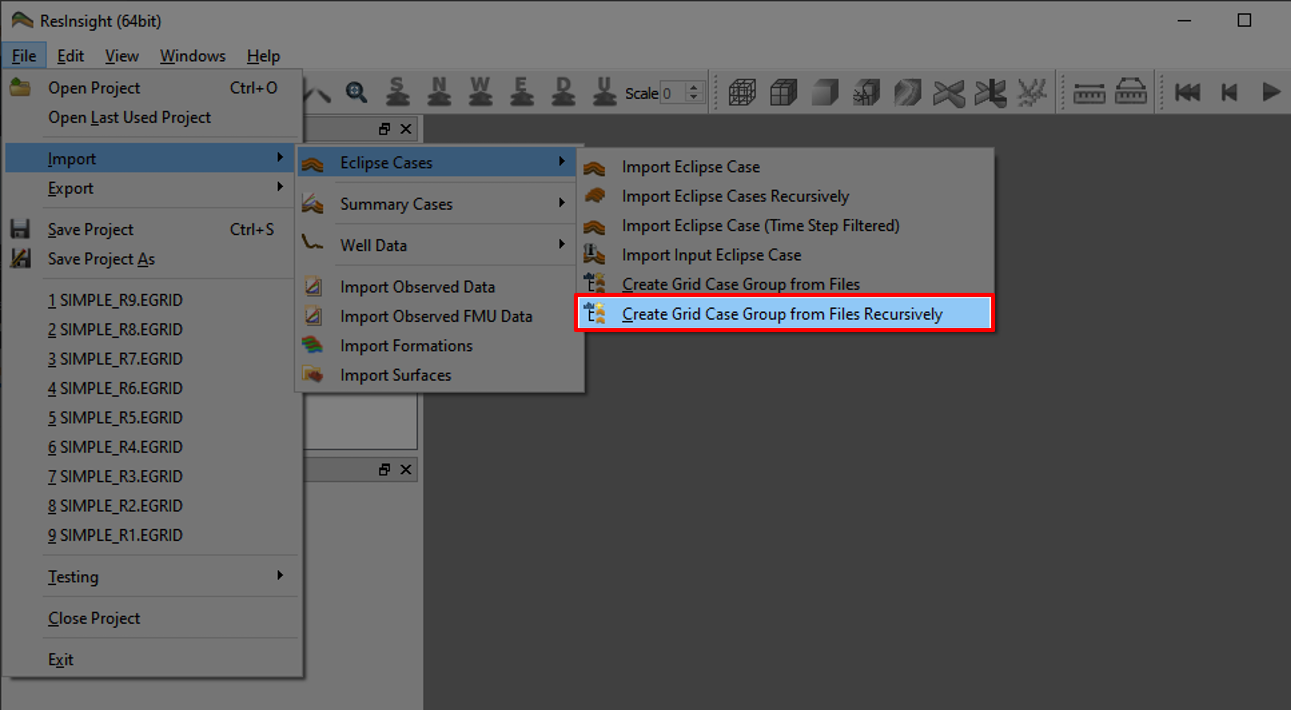 ResInsight (64bit)
File Edit View Windows Help
S N W E D U Scale 0
Open Project Ctrl+O
Open Last Used Project
Import
Export
Save Project Ctrl+S
Save Project As
1 SIMPLE_R9.EGRID
2 SIMPLE_R8.EGRID
3 SIMPLE_R7.EGRID
4 SIMPLE_R6.EGRID
5 SIMPLE_R5.EGRID
6 SIMPLE_R4.EGRID
7 SIMPLE_R3.EGRID
8 SIMPLE_R2.EGRID
9 SIMPLE_R1.EGRID
Testing
Close Project
Exit
Eclipse Cases
Summary Cases
Well Data
Import Observed Data
Import Observed FMU Data
Import Formations
Import Surfaces
Import Eclipse Case
Import Eclipse Cases Recursively
Import Eclipse Case (Time Step Filtered)
Import Input Eclipse Case
Create Grid Case Group from Files
Create Grid Case Group from Files Recursively